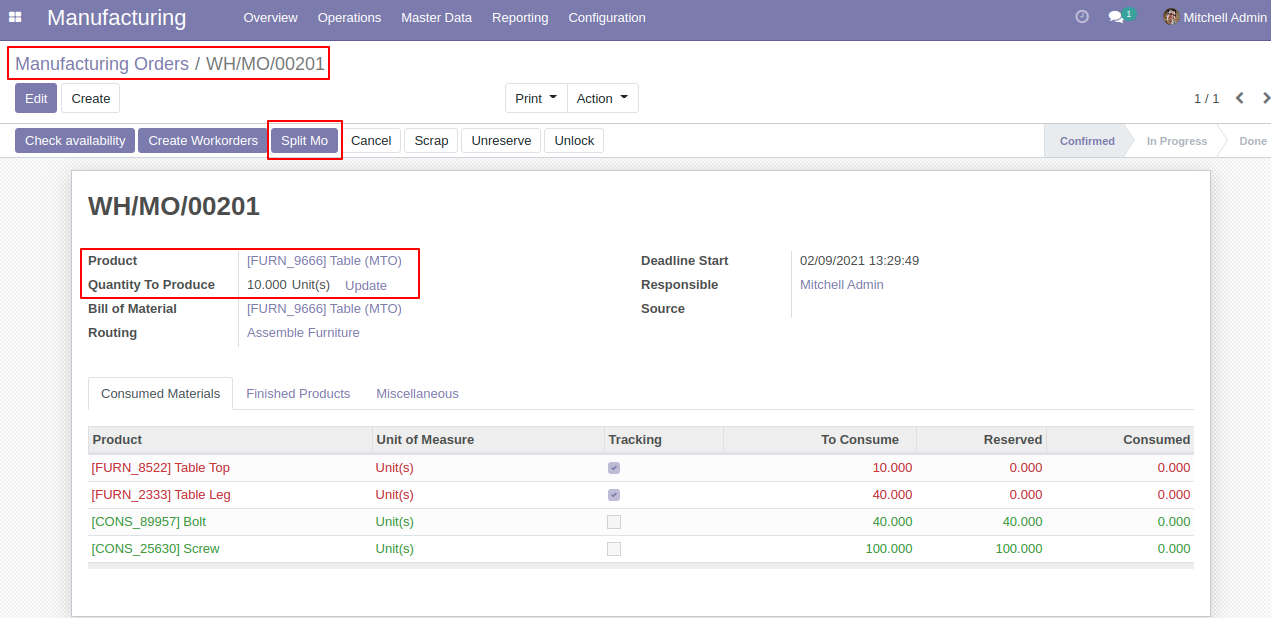 Manufacturing Overview Operations Master Data Reporting Configuration 1 Mitchell Admin
Manufacturing Orders / WH/MO/00201
Edit Create Print Action 1 / 1
Check availability Create Workorders Split Mo Cancel Scrap Unreserve Unlock Confirmed In Progress Done
WH/MO/00201
Product [FURN_9666] Table (MTO) Deadline Start 02/09/2021 13:29:49
Quantity To Produce 10.000 Unit(s) Update Responsible Mitchell Admin
Bill of Material [FURN_9666] Table (MTO) Source
Routing Assemble Furniture
Consumed Materials Finished Products Miscellaneous
Product Unit of Measure Tracking To Consume Reserved Consumed
[FURN_8522] Table Top Unit(s) 10.000 0.000 0.000
[FURN_2333] Table Leg Unit(s) 40.000 0.000 0.000
[CONS_89957] Bolt Unit(s) 40.000 40.000 0.000
[CONS_25630] Screw Unit(s) 100.000 100.000 0.000